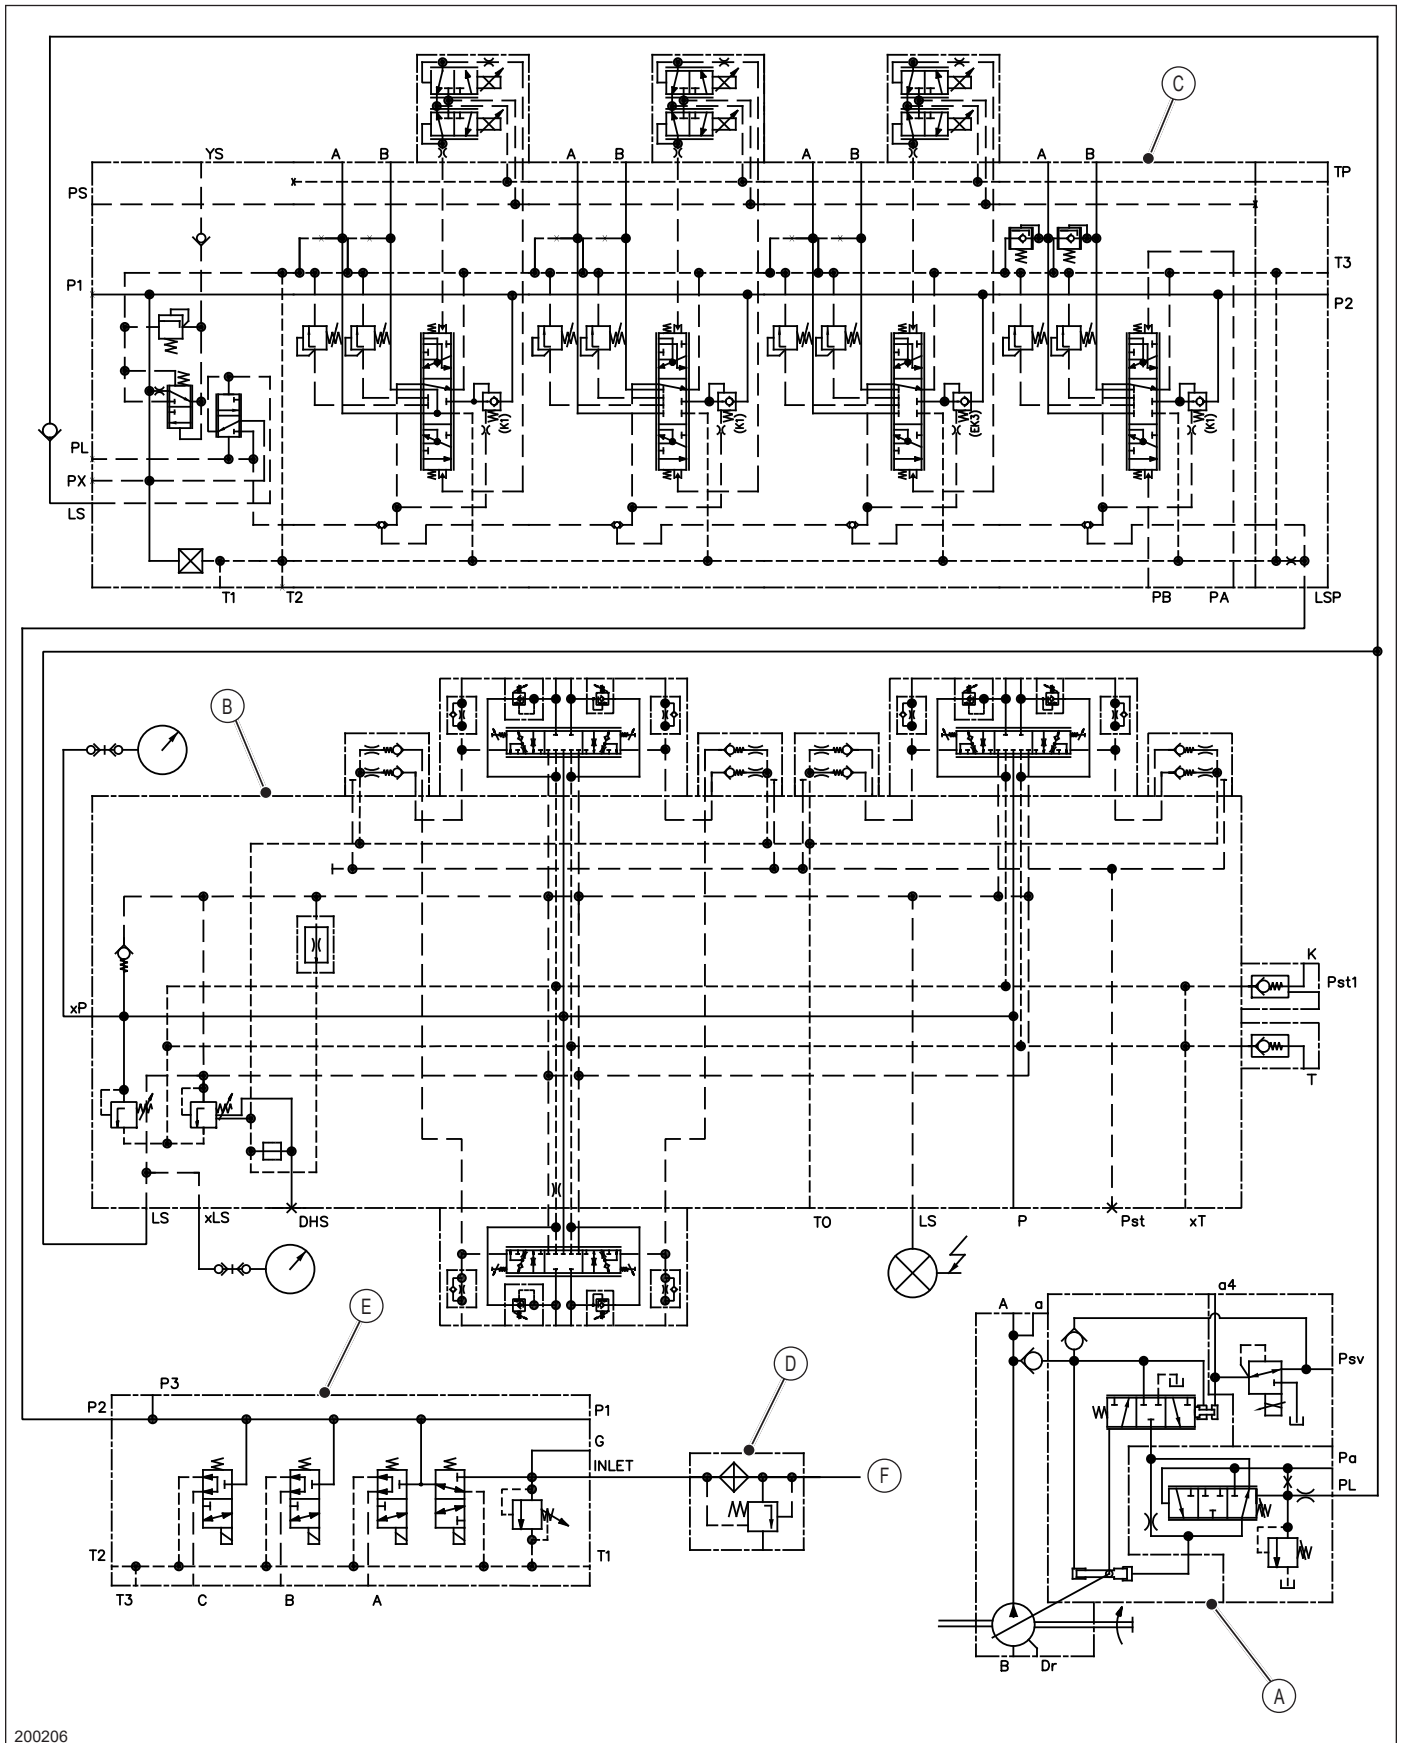 C
YS
A
B
A
B
A
B
A
B
TP
PS
T3
P1
P2
(K1)
(K1)
(EK3)
(K1)
PL
PX
LS
T1
T2
PB
PA
LSP
B
K
Pst1
xP
T
LS
xLS
DHS
TO
LS
P
Pst
xT
E
D
A
a
a4
Psv
P3
P2
P1
G
INLET
F
Pa
PL
T2
T1
T3
C
B
A
B
Dr
A
200206